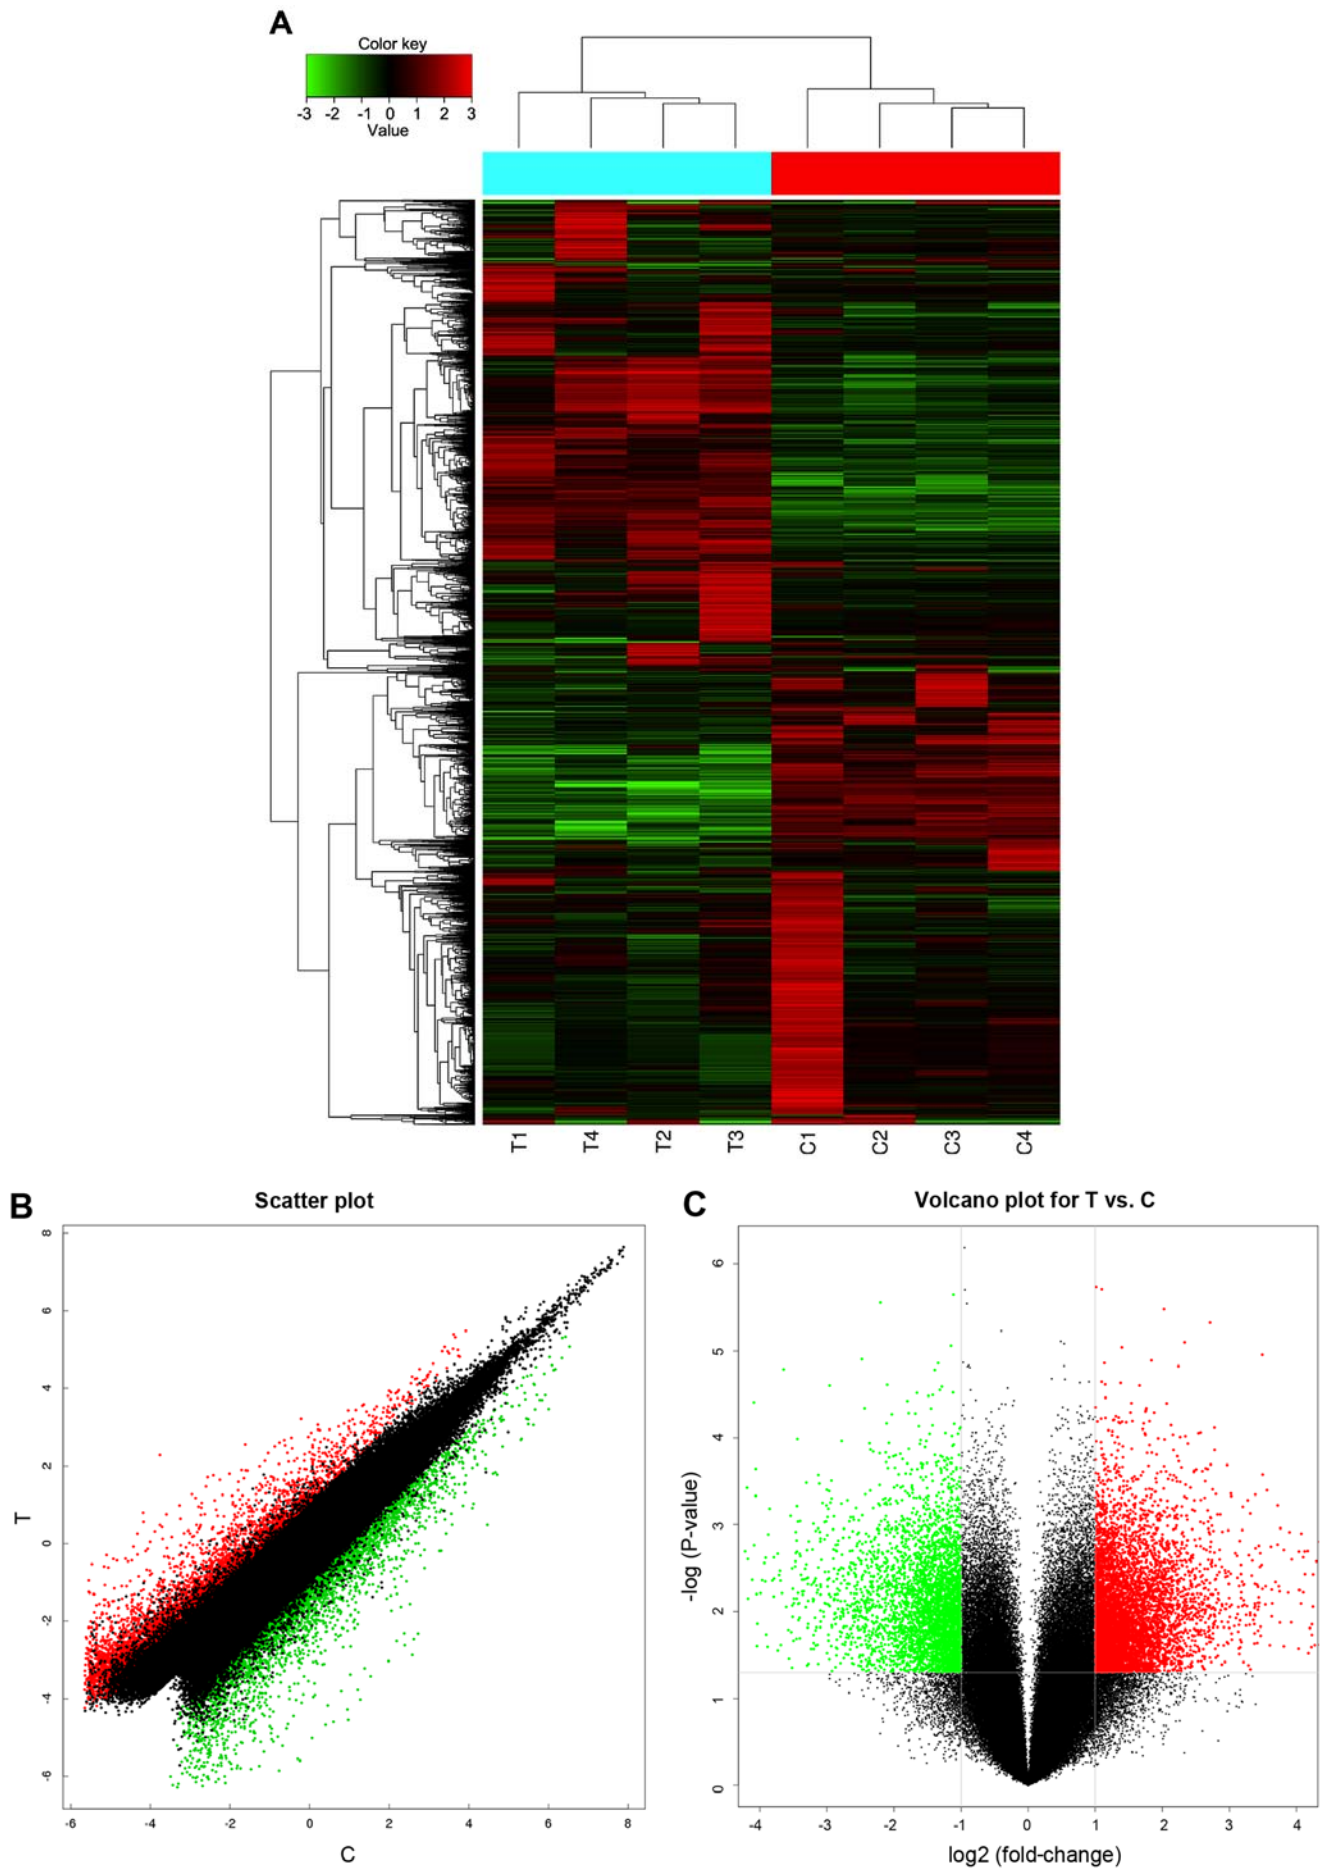 A
Color key
-3 -2 -1 0 1 2 3
Value
T1 T4 T2 T3 C1 C2 C3 C4
B
Scatter plot
8
6
4
2
0
-2
-4
-6
T
-6 -4 -2 0 2 4 6 8
C
C
Volcano plot for T vs. C
6
5
4
3
2
1
0
-log (P-value)
-4 -3 -2 -1 0 1 2 3 4
log2 (fold-change)